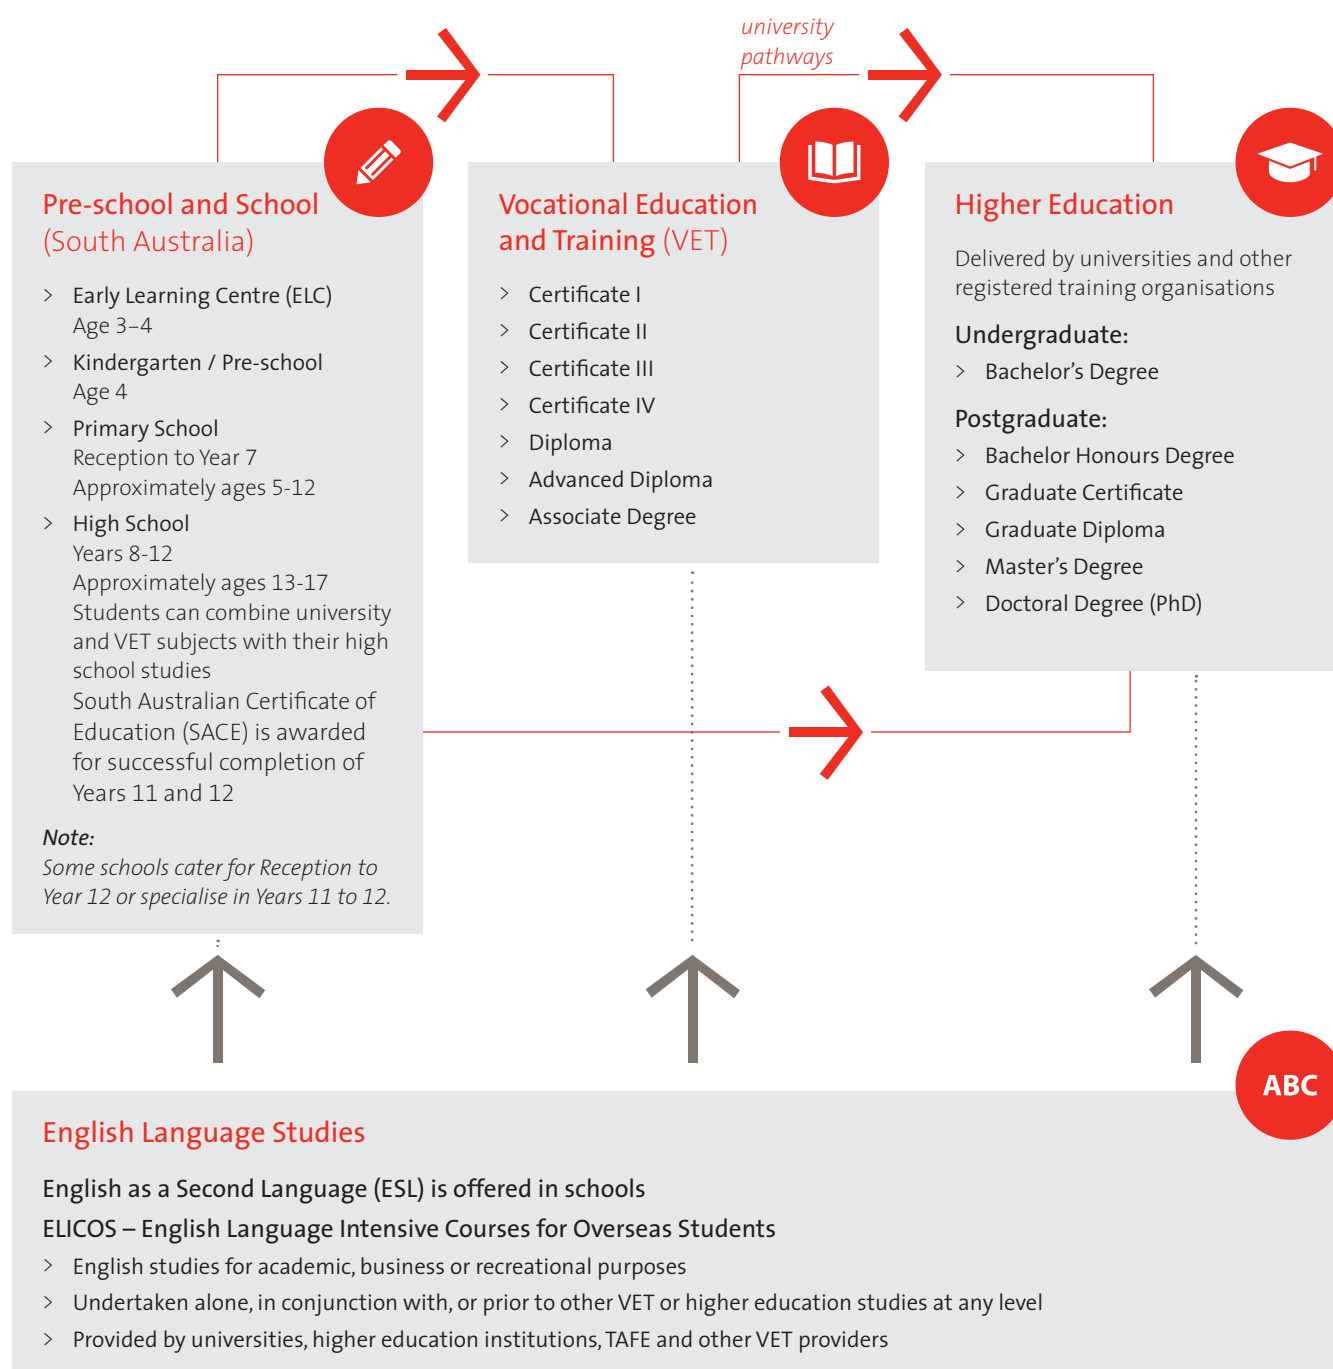 university
pathways
Pre-school and School
(South Australia)
> Early Learning Centre (ELC)
Age 3–4
> Kindergarten / Pre-school
Age 4
> Primary School
Reception to Year 7
Approximately ages 5-12
> High School
Years 8-12
Approximately ages 13-17
Students can combine university
and VET subjects with their high
school studies
South Australian Certificate of
Education (SACE) is awarded
for successful completion of
Years 11 and 12
Note:
Some schools cater for Reception to
Year 12 or specialise in Years 11 to 12.
Vocational Education
and Training (VET)
> Certificate I
> Certificate II
> Certificate III
> Certificate IV
> Diploma
> Advanced Diploma
> Associate Degree
Higher Education
Delivered by universities and other
registered training organisations
Undergraduate:
> Bachelor’s Degree
Postgraduate:
> Bachelor Honours Degree
> Graduate Certificate
> Graduate Diploma
> Master’s Degree
> Doctoral Degree (PhD)
ABC
English Language Studies
English as a Second Language (ESL) is offered in schools
ELICOS – English Language Intensive Courses for Overseas Students
> English studies for academic, business or recreational purposes
> Undertaken alone, in conjunction with, or prior to other VET or higher education studies at any level
> Provided by universities, higher education institutions, TAFE and other VET providers